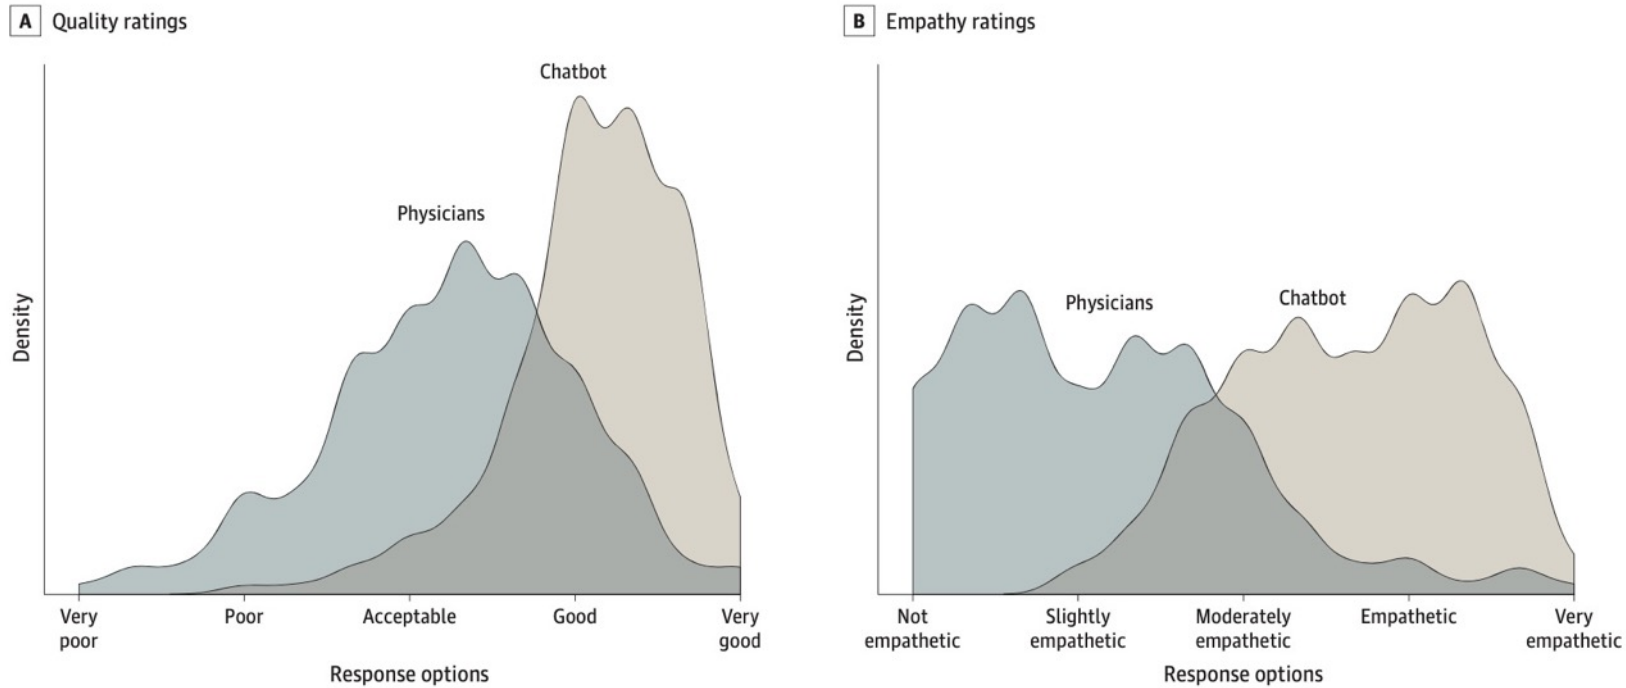 A Quality ratings
Chatbot
Physicians
Density
Very
poor
Poor
Acceptable
Good
Very
good
Response options
B Empathy ratings
Physicians
Chatbot
Density
Not
empathetic
Slightly
empathetic
Moderately
empathetic
Empathetic
Very
empathetic
Response options